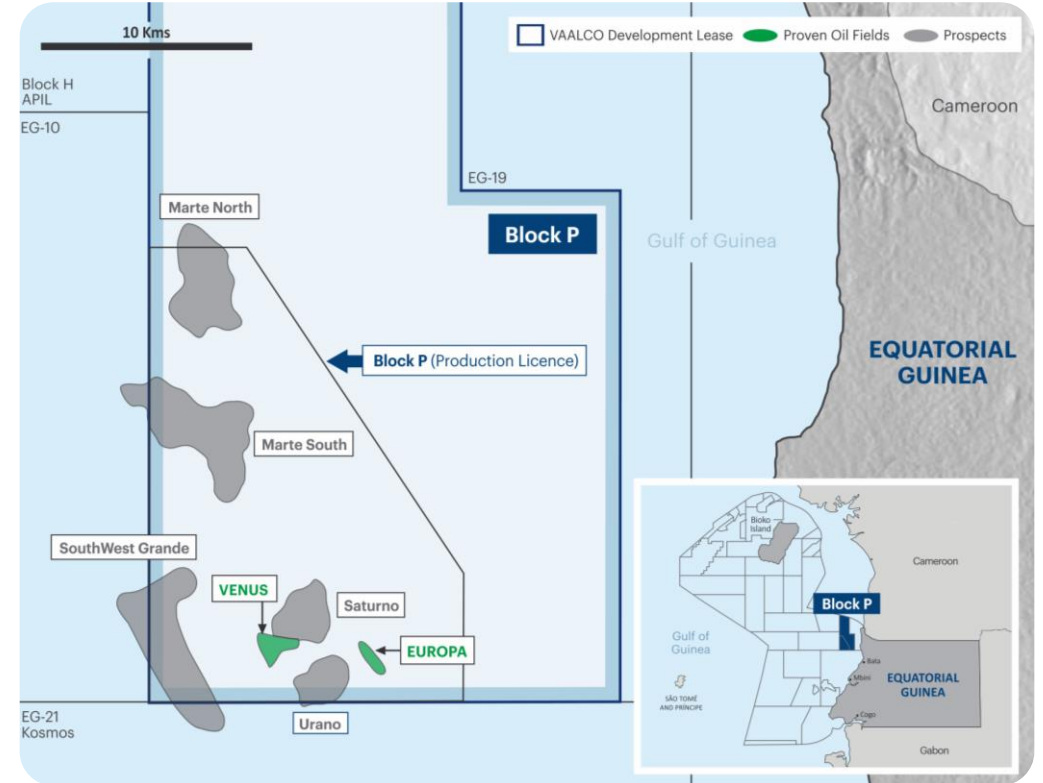 10 Kms
VAALCO Development Lease
Proven Oil Fields
Prospects
Block H
APIL
EG-10
Cameroon
EG-19
Marte North
Block P
Gulf of Guinea
EQUATORIAL
GUINEA
Block P (Production Licence)
Marte South
SouthWest Grande
VENUS
Saturno
EUROPA
Urano
EG-21
Kosmos
Bioko
Island
Cameroon
Block P
Gulf of
Guinea
Bata
Mbini
EQUATORIAL
GUINEA
SÃO TOMÉ
AND PRÍNCIPE
Cogo
Gabon